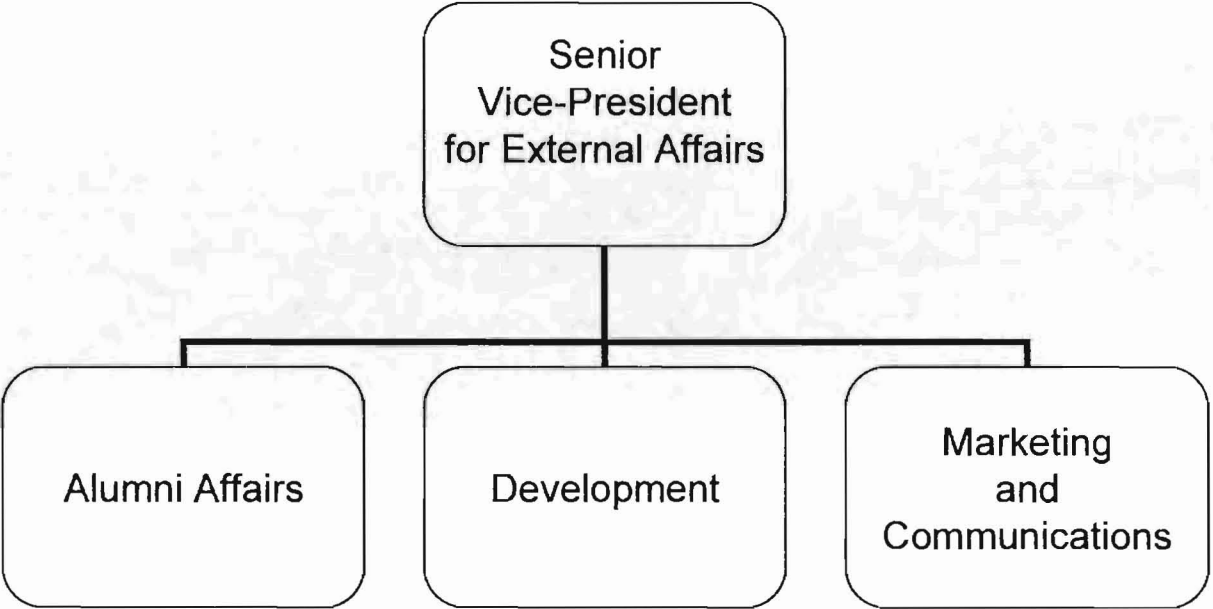 Senior
Vice-President
for External Affairs
Alumni Affairs
Development
Marketing
and
Communications